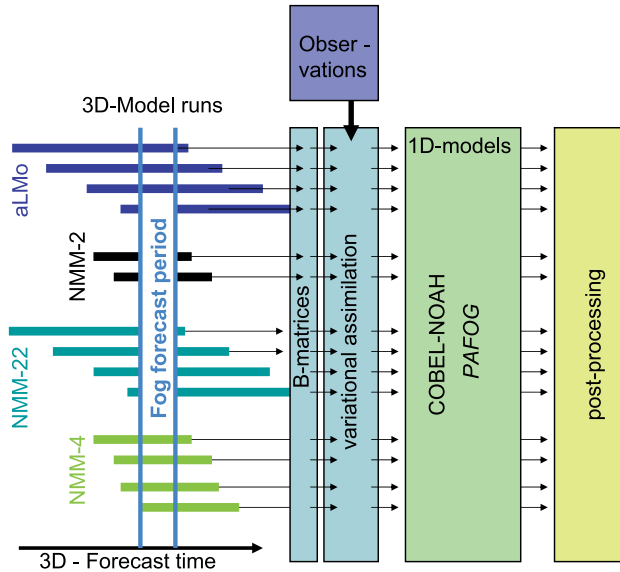 Obser -
vations
3D-Model runs
1D-models
aLMo
NMM-2
NMM-22
NMM-4
Fog forecast period
B-matrices
variational assimilation
COBEL-NOAH
PAFOG
post-processing
3D - Forecast time